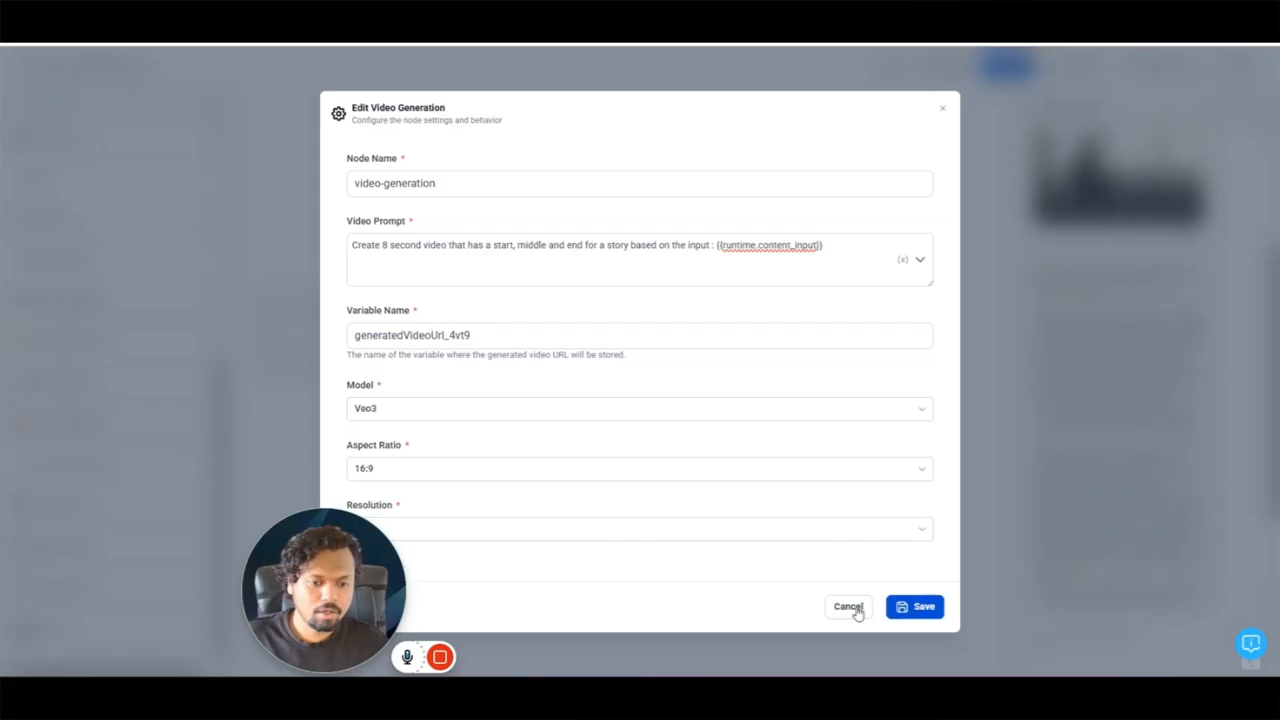 Edit Video Generation
Configure the node settings and behavior
Node Name *
video-generation
Video Prompt *
Create 8 second video that has a start, middle and end for a story based on the input : {{runtime.content_input}}
{x}
Variable Name *
generatedVideoUrl_4vt9
The name of the variable where the generated video URL will be stored.
Model *
Veo3
Aspect Ratio *
16:9
Resolution *
Cancel
Save